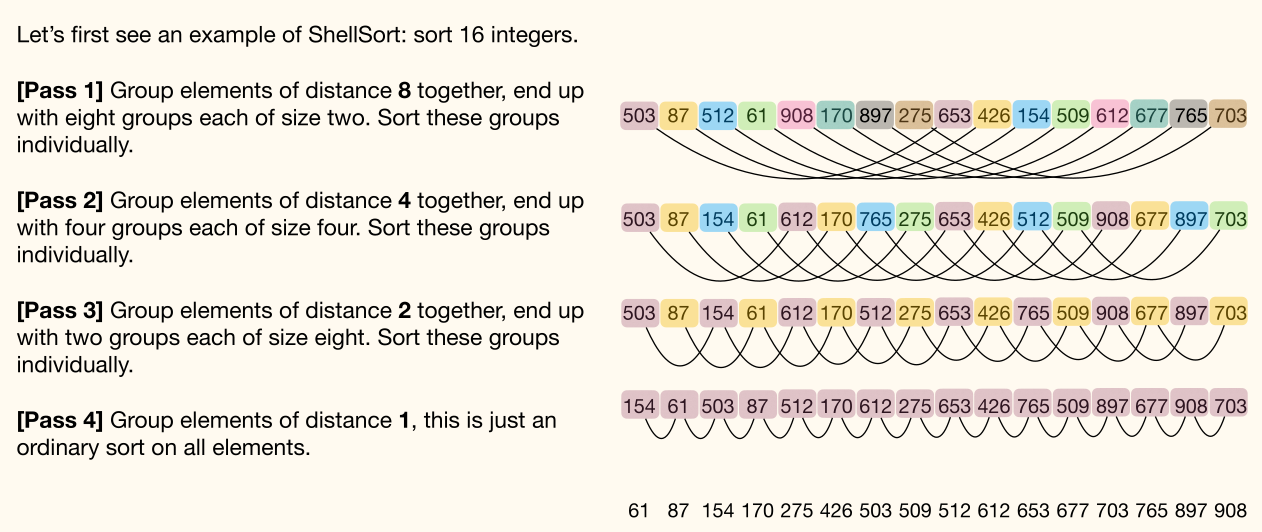 Let's first see an example of ShellSort: sort 16 integers.
[Pass 1] Group elements of distance 8 together, end up
with eight groups each of size two. Sort these groups
individually.
503 87 512 61 908 170 897 275 653 426 154 509 612 677 765 703
[Pass 2] Group elements of distance 4 together, end up
with four groups each of size four. Sort these groups
individually.
503 87 154 61 612 170 765 275 653 426 512 509 908 677 897 703
[Pass 3] Group elements of distance 2 together, end up
with two groups each of size eight. Sort these groups
individually.
503 87 154 61 612 170 512 275 653 426 765 509 908 677 897 703
[Pass 4] Group elements of distance 1, this is just an
ordinary sort on all elements.
154 61 503 87 512 170 612 275 653 426 765 509 897 677 908 703
61 87 154 170 275 426 503 509 512 612 653 677 703 765 897 908